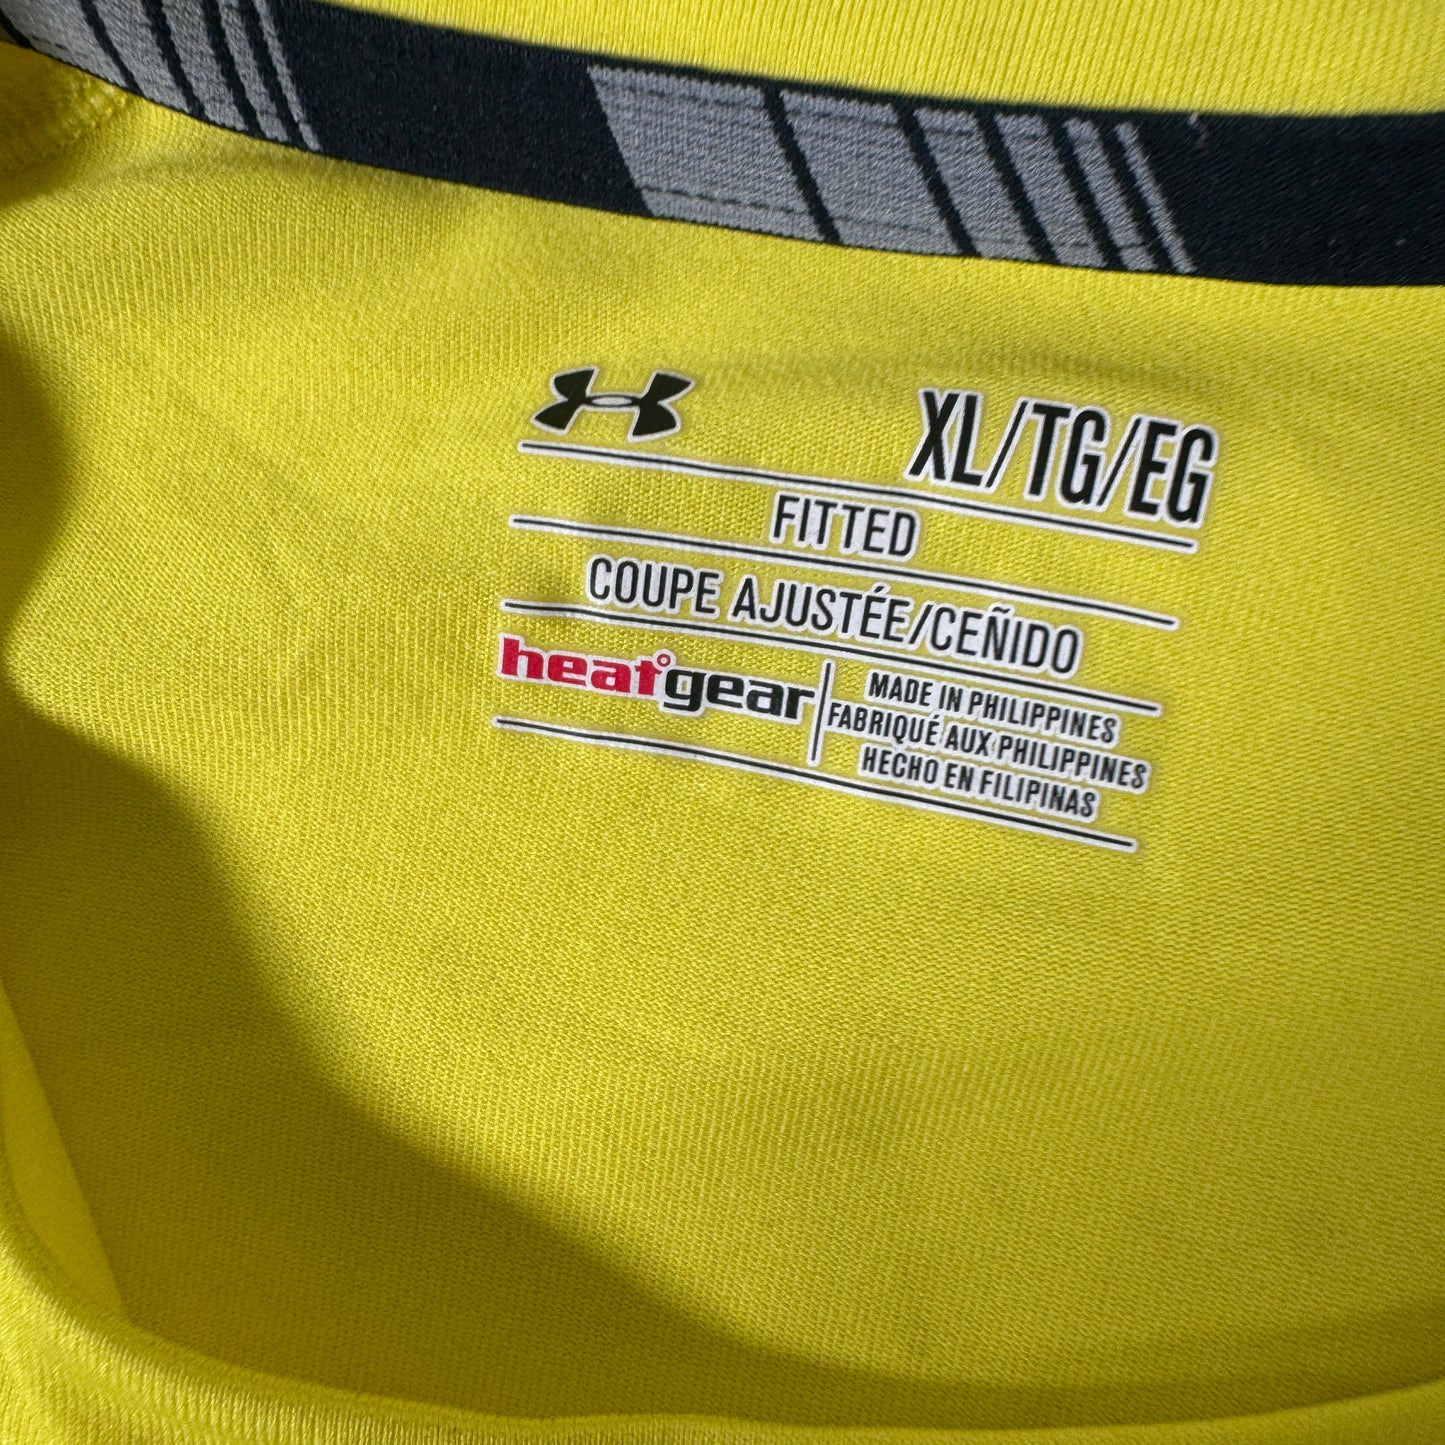 XL/TG/EG
FITTED
COUPE AJUSTÉE/CEÑIDO
heatgear
MADE IN PHILIPPINES
FABRIQUÉ AUX PHILIPPINES
HECHO EN FILIPINAS